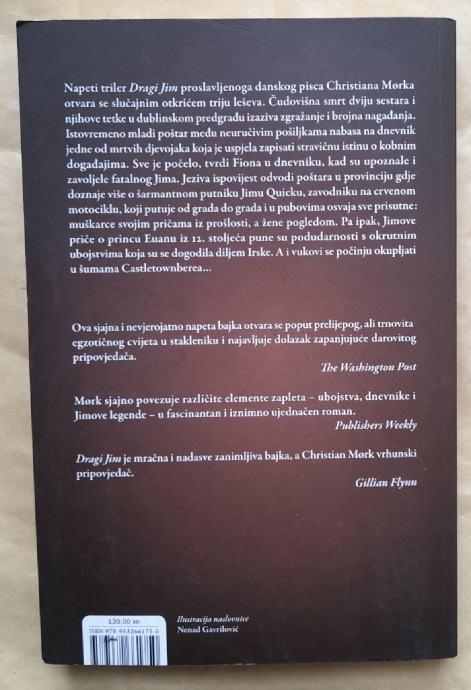 Napeti triler Dragi Jim proslavljenoga danskog pisca Christiana Mørka
otvara se slučajnim otkrićem triju leševa. Čudovišna smrt dviju sestara i
njihove tetke u dublinskom predgrađu izaziva zgražanje i brojna nagađanja.
Istovremeno mladi poštar među neuručivim pošiljkama nabasa na dnevnik
jedne od mrtvih djevojaka koja je uspjela zapisati stravičnu istinu o kobnim
događajima. Sve je počelo, tvrdi Fiona u dnevniku, kad su upoznale i
zavoljele fatalnog Jima. Jeziva ispovijest odvodi poštara u provinciju gdje
doznaje više o šarmantnom putniku Jimu Quicku, zavodniku na crvenom
motociklu, koji putuje od grada do grada i u pubovima osvaja sve prisutne:
muškarce svojim pričama iz prošlosti, a žene pogledom. Pa ipak, Jimove
priče o princu Euanu iz 12. stoljeća pune su podudarnosti s okrutnim
ubojstvima koja su se dogodila diljem Irske. A i vukovi se počinju okupljati
u šumama Castletownberea...
Ova sjajna i nevjerojatno napeta bajka otvara se poput prelijepog, ali trnovita
egzotičnog cvijeta u stakleniku i najavljuje dolazak zapanjujuće darovitog
pripovjedača.
The Washington Post
Mørk sjajno povezuje različite elemente zapleta – ubojstva, dnevnike i
Jimove legende – u fascinantan i iznimno ujednačen roman.
Publishers Weekly
Dragi Jim je mračna i nadasve zanimljiva bajka, a Christian Mørk vrhunski
pripovjedač.
Gillian Flynn
139,00 kn
ISBN 978 953266175 0
Ilustracija naslovnice
Nenad Gavrilović